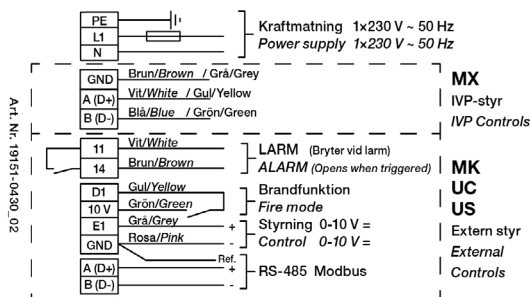 PE
L1
N
Kraftmatning 1×230 V ~ 50 Hz
Power supply 1×230 V ~ 50 Hz
GND Brun/Brown / Grå/Grey
A (D+) Vit/White / Gul/Yellow
B (D-) Blå/Blue / Grön/Green
MX
IVP-styr
IVP Controls
Art. Nr. 19151-0430_02
11 Vit/White
14 Brun/Brown
LARM (Bryter vid larm)
ALARM (Opens when triggered)
D1 Gul/Yellow
10 V Grön/Green
Brandfunktion
Fire mode
E1 Grå/Grey +
GND Rosa/Pink -
Styrning 0-10 V =
Control 0-10 V =
Ref.
A (D+) +
B (D-) -
RS-485 Modbus
MK
UC
US
Extern styr
External
Controls